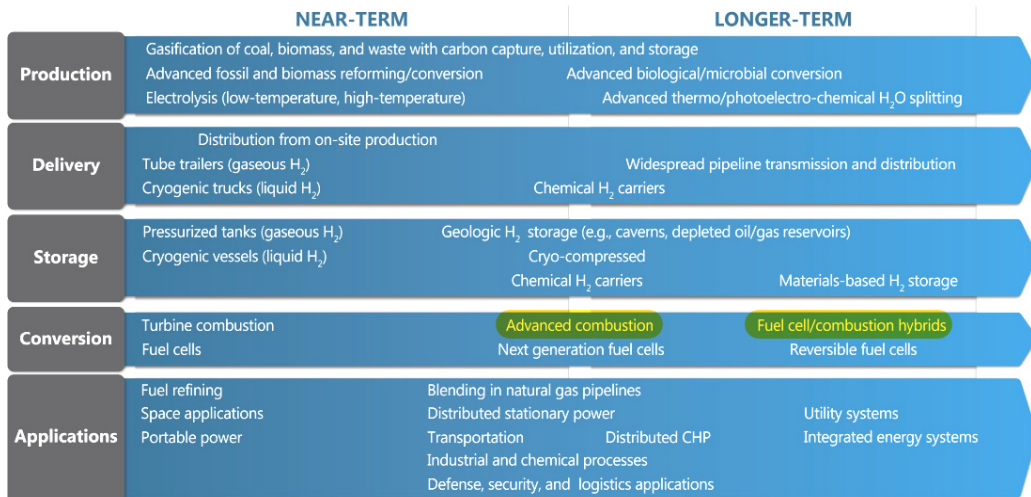 NEAR-TERM LONGER-TERM
Production
Gasification of coal, biomass, and waste with carbon capture, utilization, and storage
Advanced fossil and biomass reforming/conversion Advanced biological/microbial conversion
Electrolysis (low-temperature, high-temperature) Advanced thermo/photoelectro-chemical H₂O splitting
Delivery
Distribution from on-site production
Tube trailers (gaseous H₂) Widespread pipeline transmission and distribution
Cryogenic trucks (liquid H₂) Chemical H₂ carriers
Storage
Pressurized tanks (gaseous H₂) Geologic H₂ storage (e.g., caverns, depleted oil/gas reservoirs)
Cryogenic vessels (liquid H₂) Cryo-compressed
Chemical H₂ carriers Materials-based H₂ storage
Conversion
Turbine combustion Advanced combustion Fuel cell/combustion hybrids
Fuel cells Next generation fuel cells Reversible fuel cells
Applications
Fuel refining Blending in natural gas pipelines
Space applications Distributed stationary power Utility systems
Portable power Transportation Distributed CHP Integrated energy systems
Industrial and chemical processes
Defense, security, and logistics applications